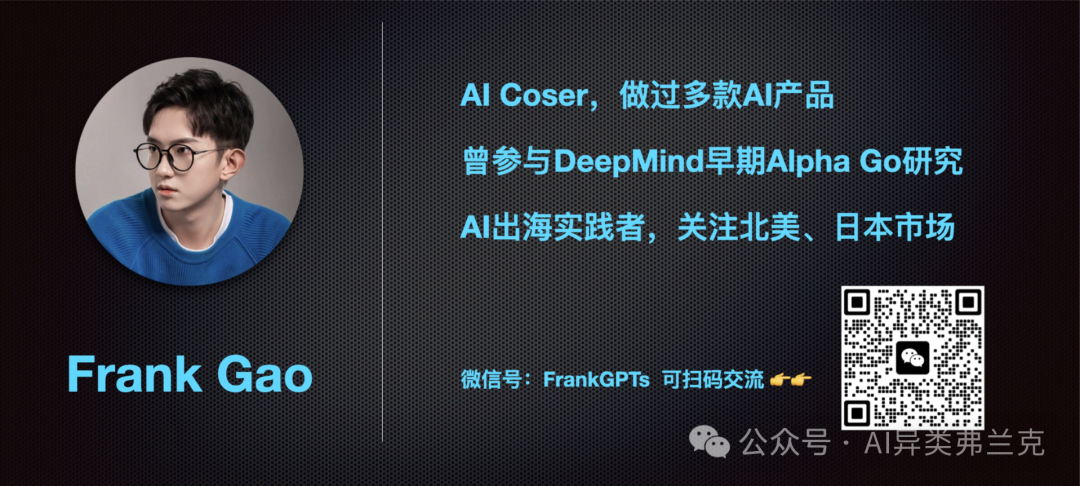 AI Coser，做过多款AI产品
曾参与DeepMind早期Alpha Go研究
AI出海实践者，关注北美、日本市场
Frank Gao
微信号：FrankGPTs 可扫码交流 👉👉
公众号 · AI异类弗兰克